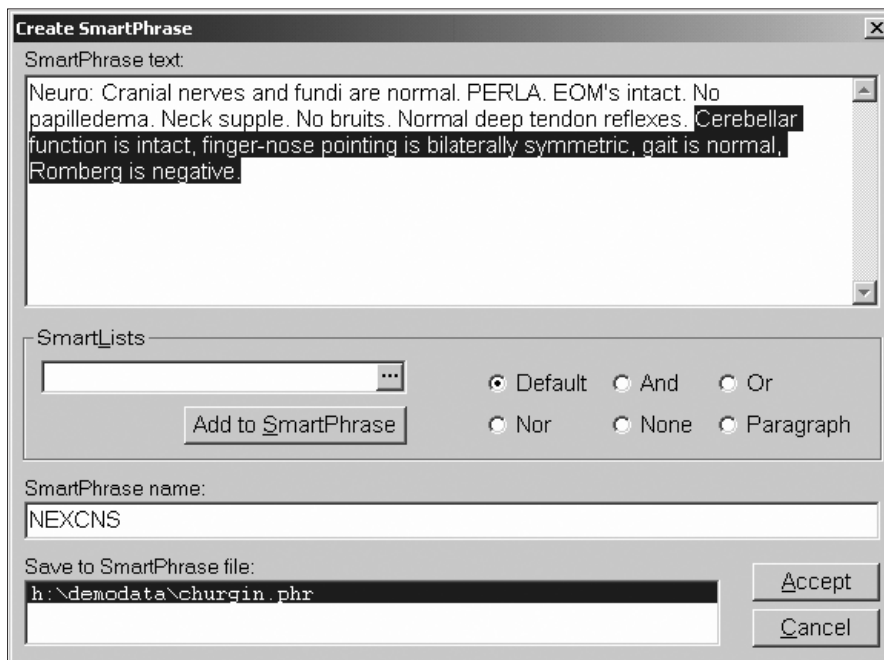 Create SmartPhrase
SmartPhrase text:
Neuro: Cranial nerves and fundi are normal. PERLA. EOM's intact. No
papilledema. Neck supple. No bruits. Normal deep tendon reflexes. Cerebellar
function is intact, finger-nose pointing is bilaterally symmetric, gait is normal,
Romberg is negative.
SmartLists
...
Default And Or
Add to SmartPhrase Nor None Paragraph
SmartPhrase name:
NEXCNS
Save to SmartPhrase file:
h:\demodata\churgin.phr
Accept
Cancel